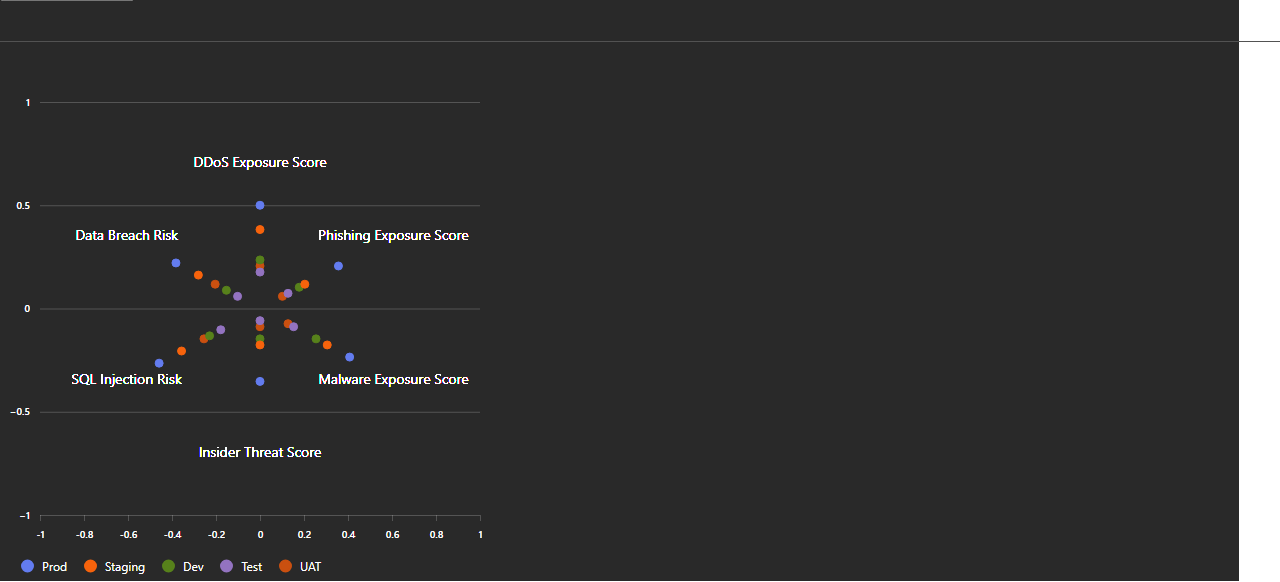 1
DDoS Exposure Score
0.5
Data Breach Risk
Phishing Exposure Score
0
SQL Injection Risk
Malware Exposure Score
−0.5
Insider Threat Score
−1
-1 -0.8 -0.6 -0.4 -0.2 0 0.2 0.4 0.6 0.8 1
Prod Staging Dev Test UAT